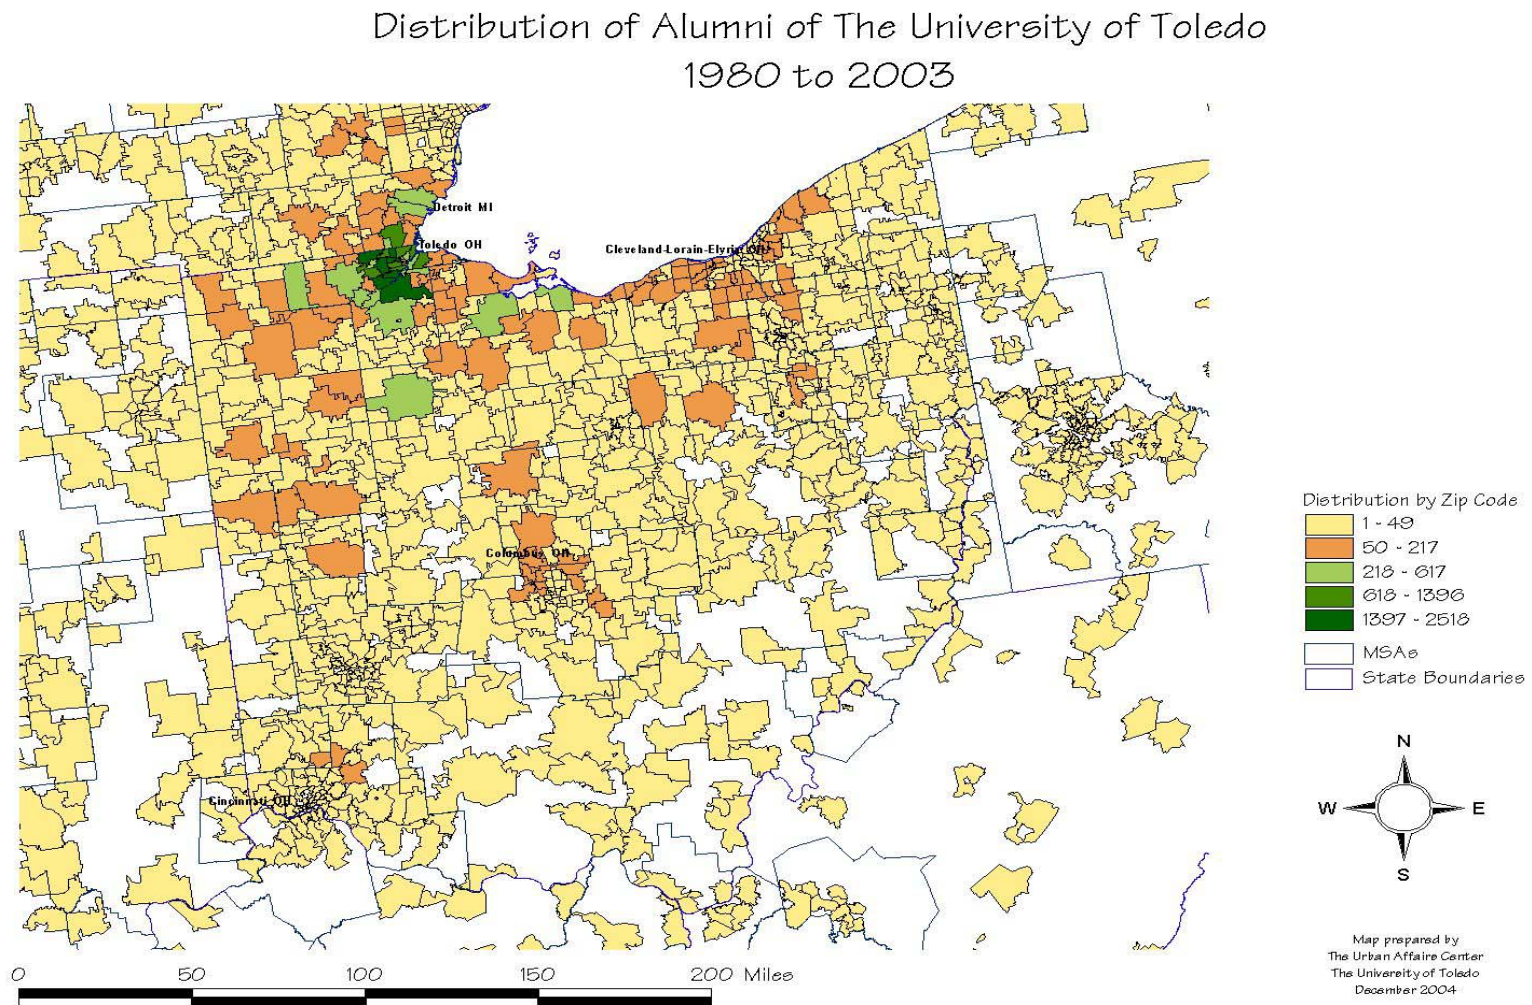 Distribution of Alumni of The University of Toledo
1980 to 2003
Detroit MI
Toledo OH
Cleveland-Lorain-Elyria OH
Columbus OH
Cincinnati OH
Distribution by Zip Code
1 - 49
50 - 217
218 - 617
618 - 1396
1397 - 2518
MSAs
State Boundaries
N
W E
S
0 50 100 150 200 Miles
Map prepared by
The Urban Affairs Center
The University of Toledo
December 2004